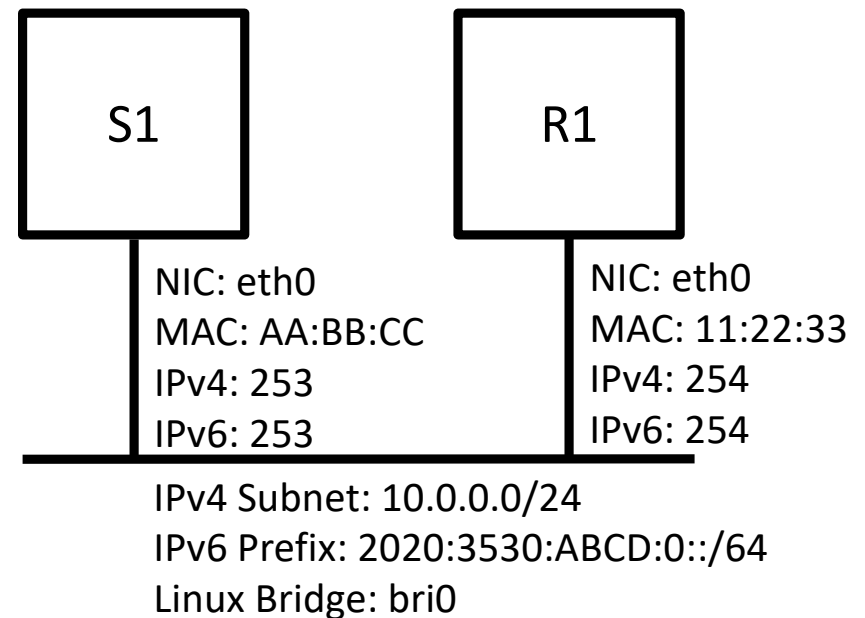 S1
R1
NIC: eth0
MAC: AA:BB:CC
IPv4: 253
IPv6: 253
NIC: eth0
MAC: 11:22:33
IPv4: 254
IPv6: 254
IPv4 Subnet: 10.0.0.0/24
IPv6 Prefix: 2020:3530:ABCD:0::/64
Linux Bridge: bri0